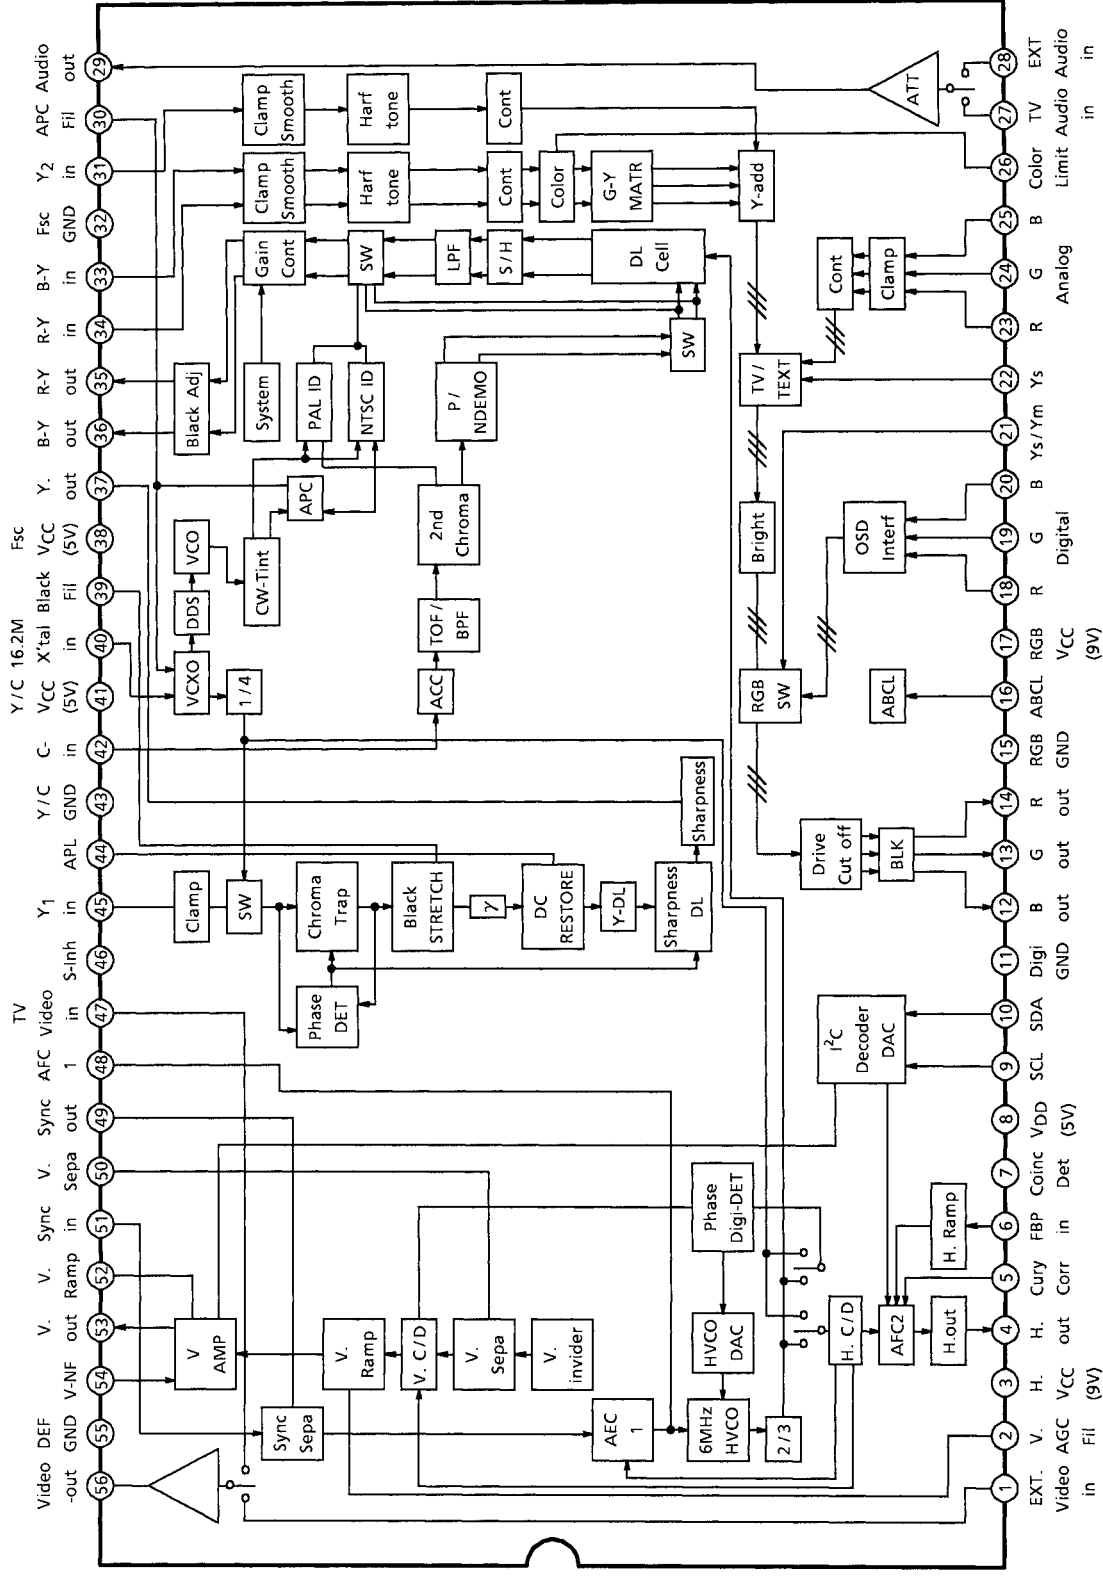 Video
-out
56
DEF
GND
55
V-NF
54
V.
out
53
V.
Ramp
52
Sync
in
51
V.
Sepa
50
Sync
out
49
AFC
1
48
TV
Video
in
47
S-Inh
46
Y1
in
45
APL
44
Y/C
GND
43
C-
in
42
Y/C
VCC
(5V)
41
16.2M
X'tal
in
40
Black
Fil
39
Fsc
VCC
(5V)
38
Y.
out
37
B-Y
out
36
R-Y
out
35
R-Y
in
34
B-Y
in
33
Fsc
GND
32
Y2
in
31
APC
Fil
30
Audio
out
29
V
AMP
Sync
Sepa
V.
Ramp
V. C/D
V.
Sepa
V.
invider
AEC
1
6MHz
HVCO
2/3
HVCO
DAC
Phase
Digi-DET
H. C/D
AFC2
H.out
H. Ramp
I²C
Decoder
DAC
Clamp
SW
Chroma
Trap
Phase
DET
Black
STRETCH
γ
DC
RESTORE
Y-DL
Sharpness
DL
Sharpness
VCXO
1/4
DDS
VCO
CW-Tint
APC
ACC
TOF/
BPF
2nd
Chroma
P/
NDEMO
PAL ID
NTSC ID
System
Black Adj
Gain
Cont
SW
LPF
S/H
DL
Cell
SW
Clamp
Smooth
Harf
tone
Cont
Color
G-Y
MATR
Y-add
Clamp
Smooth
Harf
tone
Cont
ATT
TV/
TEXT
Cont
Clamp
Bright
OSD
Interf
RGB
SW
ABCL
Drive
Cut off
BLK
1
EXT.
Video
in
2
V.
AGC
Fil
3
H.
VCC
(9V)
4
H.
out
5
Cury
Corr
6
FBP
in
7
Coinc
Det
8
VDD
(5V)
9
SCL
10
SDA
11
Digi
GND
12
B
out
13
G
out
14
R
out
15
RGB
GND
16
ABCL
17
RGB
VCC
(9V)
18
R
19
G
Digital
20
B
21
Ys/Ym
22
Ys
23
R
24
G
Analog
25
B
26
Color
Limit
27
TV
Audio
in
28
EXT
Audio
in